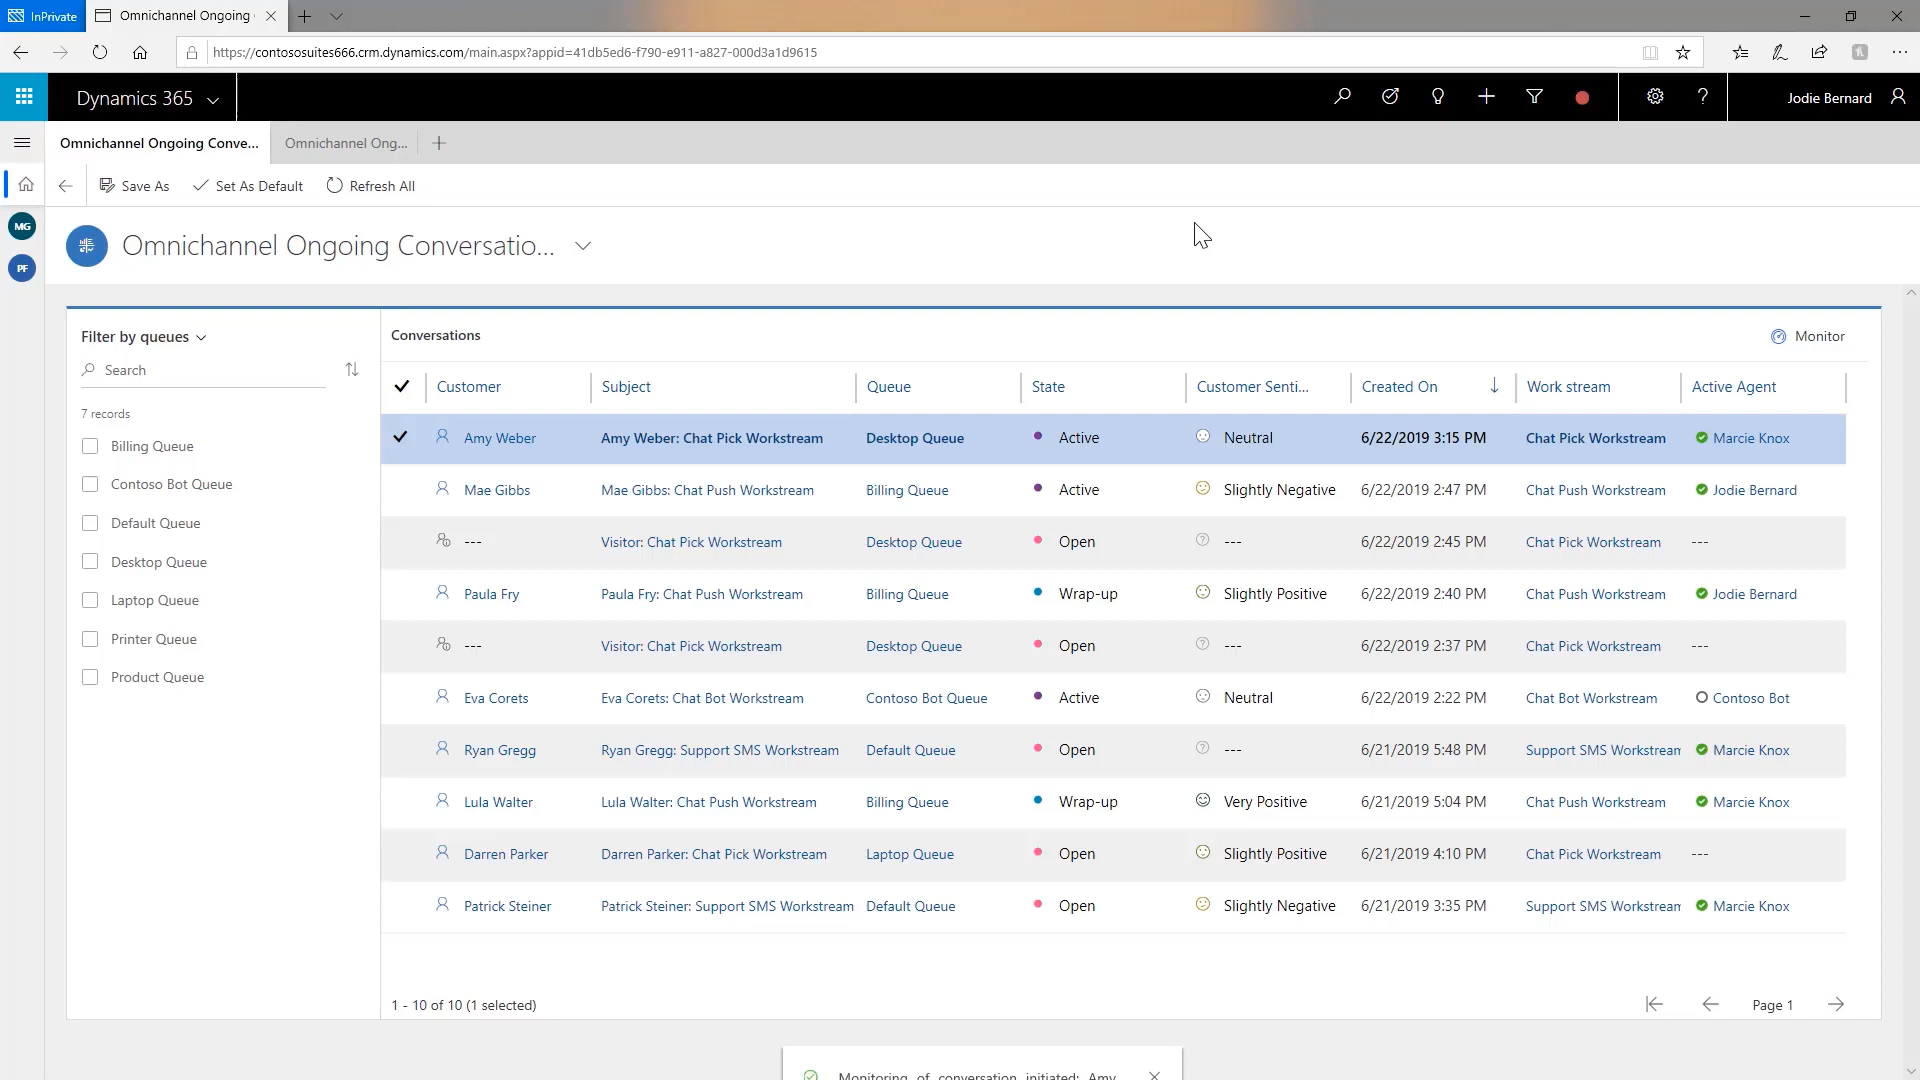 InPrivate
Omnichannel Ongoing
https://contososuites666.crm.dynamics.com/main.aspx?appid=41db5ed6-f790-e911-a827-000d3a1d9615
Dynamics 365
Jodie Bernard
Omnichannel Ongoing Conve...
Omnichannel Ong...
Save As
Set As Default
Refresh All
MG
PF
Omnichannel Ongoing Conversatio...
Filter by queues
Search
7 records
Billing Queue
Contoso Bot Queue
Default Queue
Desktop Queue
Laptop Queue
Printer Queue
Product Queue
Conversations
Monitor
Customer Subject Queue State Customer Senti... Created On Work stream Active Agent
Amy Weber Amy Weber: Chat Pick Workstream Desktop Queue Active Neutral 6/22/2019 3:15 PM Chat Pick Workstream Marcie Knox
Mae Gibbs Mae Gibbs: Chat Push Workstream Billing Queue Active Slightly Negative 6/22/2019 2:47 PM Chat Push Workstream Jodie Bernard
--- Visitor: Chat Pick Workstream Desktop Queue Open --- 6/22/2019 2:45 PM Chat Pick Workstream ---
Paula Fry Paula Fry: Chat Push Workstream Billing Queue Wrap-up Slightly Positive 6/22/2019 2:40 PM Chat Push Workstream Jodie Bernard
--- Visitor: Chat Pick Workstream Desktop Queue Open --- 6/22/2019 2:37 PM Chat Pick Workstream ---
Eva Corets Eva Corets: Chat Bot Workstream Contoso Bot Queue Active Neutral 6/22/2019 2:22 PM Chat Bot Workstream Contoso Bot
Ryan Gregg Ryan Gregg: Support SMS Workstream Default Queue Open --- 6/21/2019 5:48 PM Support SMS Workstream Marcie Knox
Lula Walter Lula Walter: Chat Push Workstream Billing Queue Wrap-up Very Positive 6/21/2019 5:04 PM Chat Push Workstream Marcie Knox
Darren Parker Darren Parker: Chat Pick Workstream Laptop Queue Open Slightly Positive 6/21/2019 4:10 PM Chat Pick Workstream ---
Patrick Steiner Patrick Steiner: Support SMS Workstream Default Queue Open Slightly Negative 6/21/2019 3:35 PM Support SMS Workstream Marcie Knox
1 - 10 of 10 (1 selected)
Page 1
Monitoring of conversation initiated: Amy